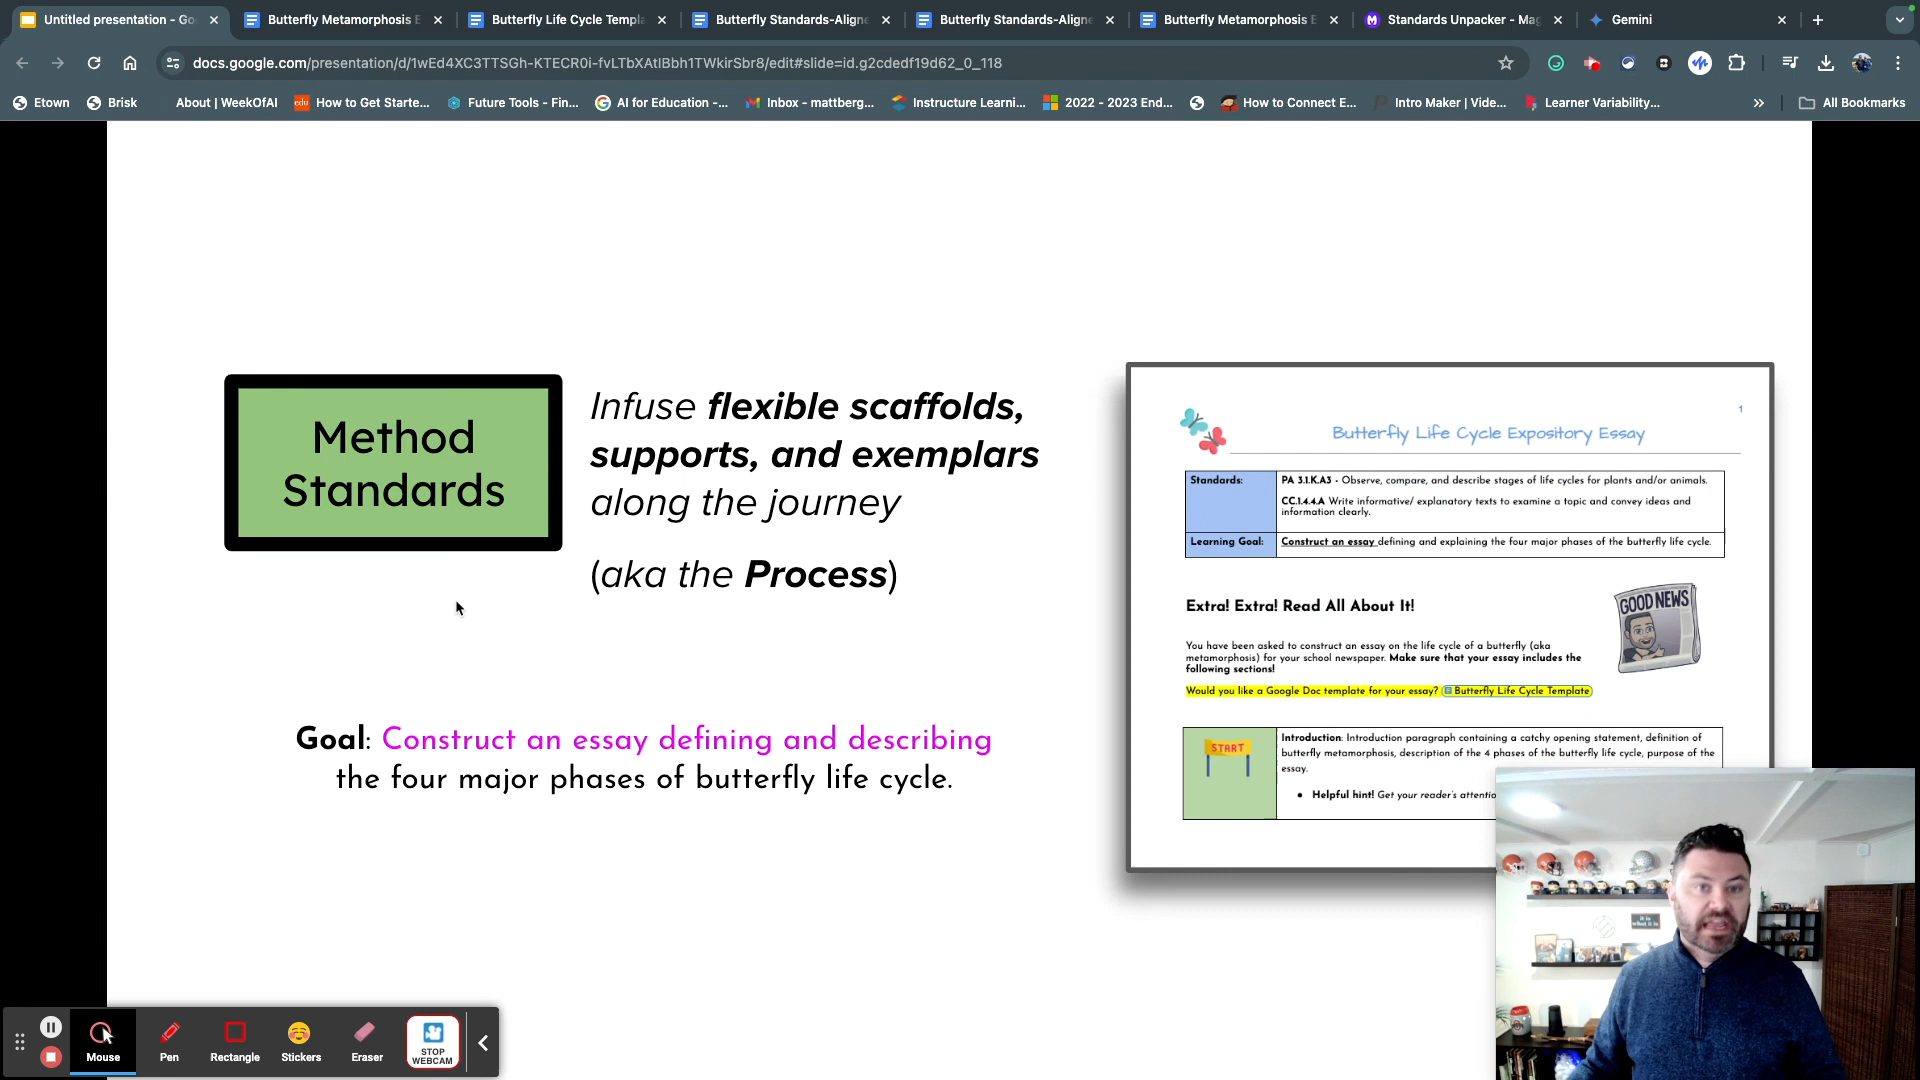 Untitled presentation - Go
Butterfly Metamorphosis E
Butterfly Life Cycle Templa
Butterfly Standards-Aligne
Butterfly Standards-Aligne
Butterfly Metamorphosis E
Standards Unpacker - Mag
Gemini
docs.google.com/presentation/d/1wEd4XC3TTSGh-KTECR0i-fvLTbXAtIBbh1TWkirSbr8/edit#slide=id.g2cdedf19d62_0_118
Etown
Brisk
About | WeekOfAI
How to Get Starte...
Future Tools - Fin...
AI for Education -...
Inbox - mattberg...
Instructure Learni...
2022 - 2023 End...
How to Connect E...
Intro Maker | Vide...
Learner Variability...
All Bookmarks
Method
Standards
Infuse flexible scaffolds,
supports, and exemplars
along the journey
(aka the Process)
Goal: Construct an essay defining and describing
the four major phases of butterfly life cycle.
1
Butterfly Life Cycle Expository Essay
Standards:
PA 3.1.K.A3 - Observe, compare, and describe stages of life cycles for plants and/or animals.
CC.1.4.4.A Write informative/ explanatory texts to examine a topic and convey ideas and
information clearly.
Learning Goal:
Construct an essay defining and explaining the four major phases of the butterfly life cycle.
Extra! Extra! Read All About It!
GOOD NEWS
You have been asked to construct an essay on the life cycle of a butterfly (aka
metamorphosis) for your school newspaper. Make sure that your essay includes the
following sections!
Would you like a Google Doc template for your essay? Butterfly Life Cycle Template
START
Introduction: Introduction paragraph containing a catchy opening statement, definition of
butterfly metamorphosis, description of the 4 phases of the butterfly life cycle, purpose of the
essay.
Helpful hint! Get your reader's attentio
Mouse
Pen
Rectangle
Stickers
Eraser
STOP
WEBCAM